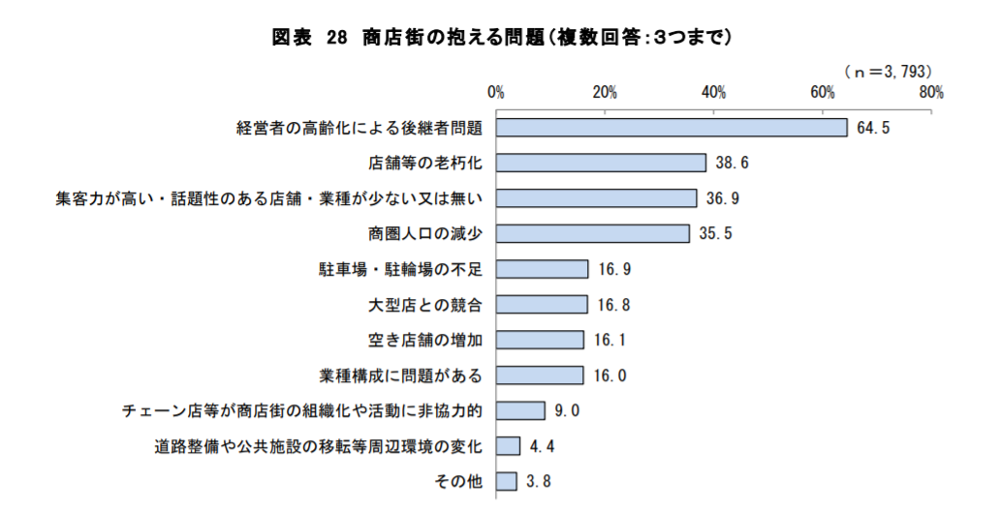 図表 28 商店街の抱える問題(複数回答:3つまで)
(n=3,793)
0% 20% 40% 60% 80%
経営者の高齢化による後継者問題 64.5
店舗等の老朽化 38.6
集客力が高い・話題性のある店舗・業種が少ない又は無い 36.9
商圏人口の減少 35.5
駐車場・駐輪場の不足 16.9
大型店との競合 16.8
空き店舗の増加 16.1
業種構成に問題がある 16.0
チェーン店等が商店街の組織化や活動に非協力的 9.0
道路整備や公共施設の移転等周辺環境の変化 4.4
その他 3.8